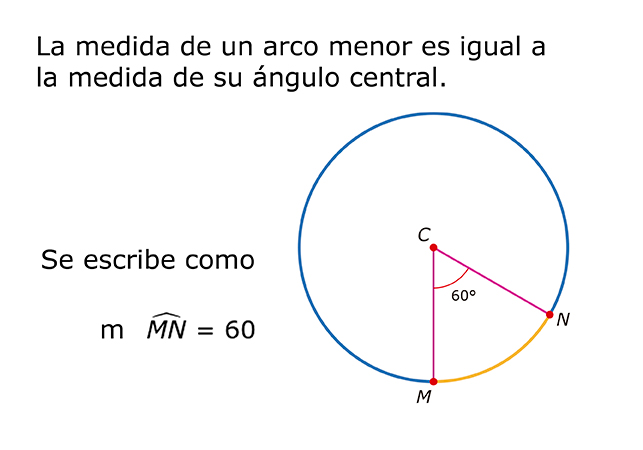 La medida de un arco menor es igual a
la medida de su ángulo central.
C
Se escribe como
60°
m MN̂ = 60
N
M